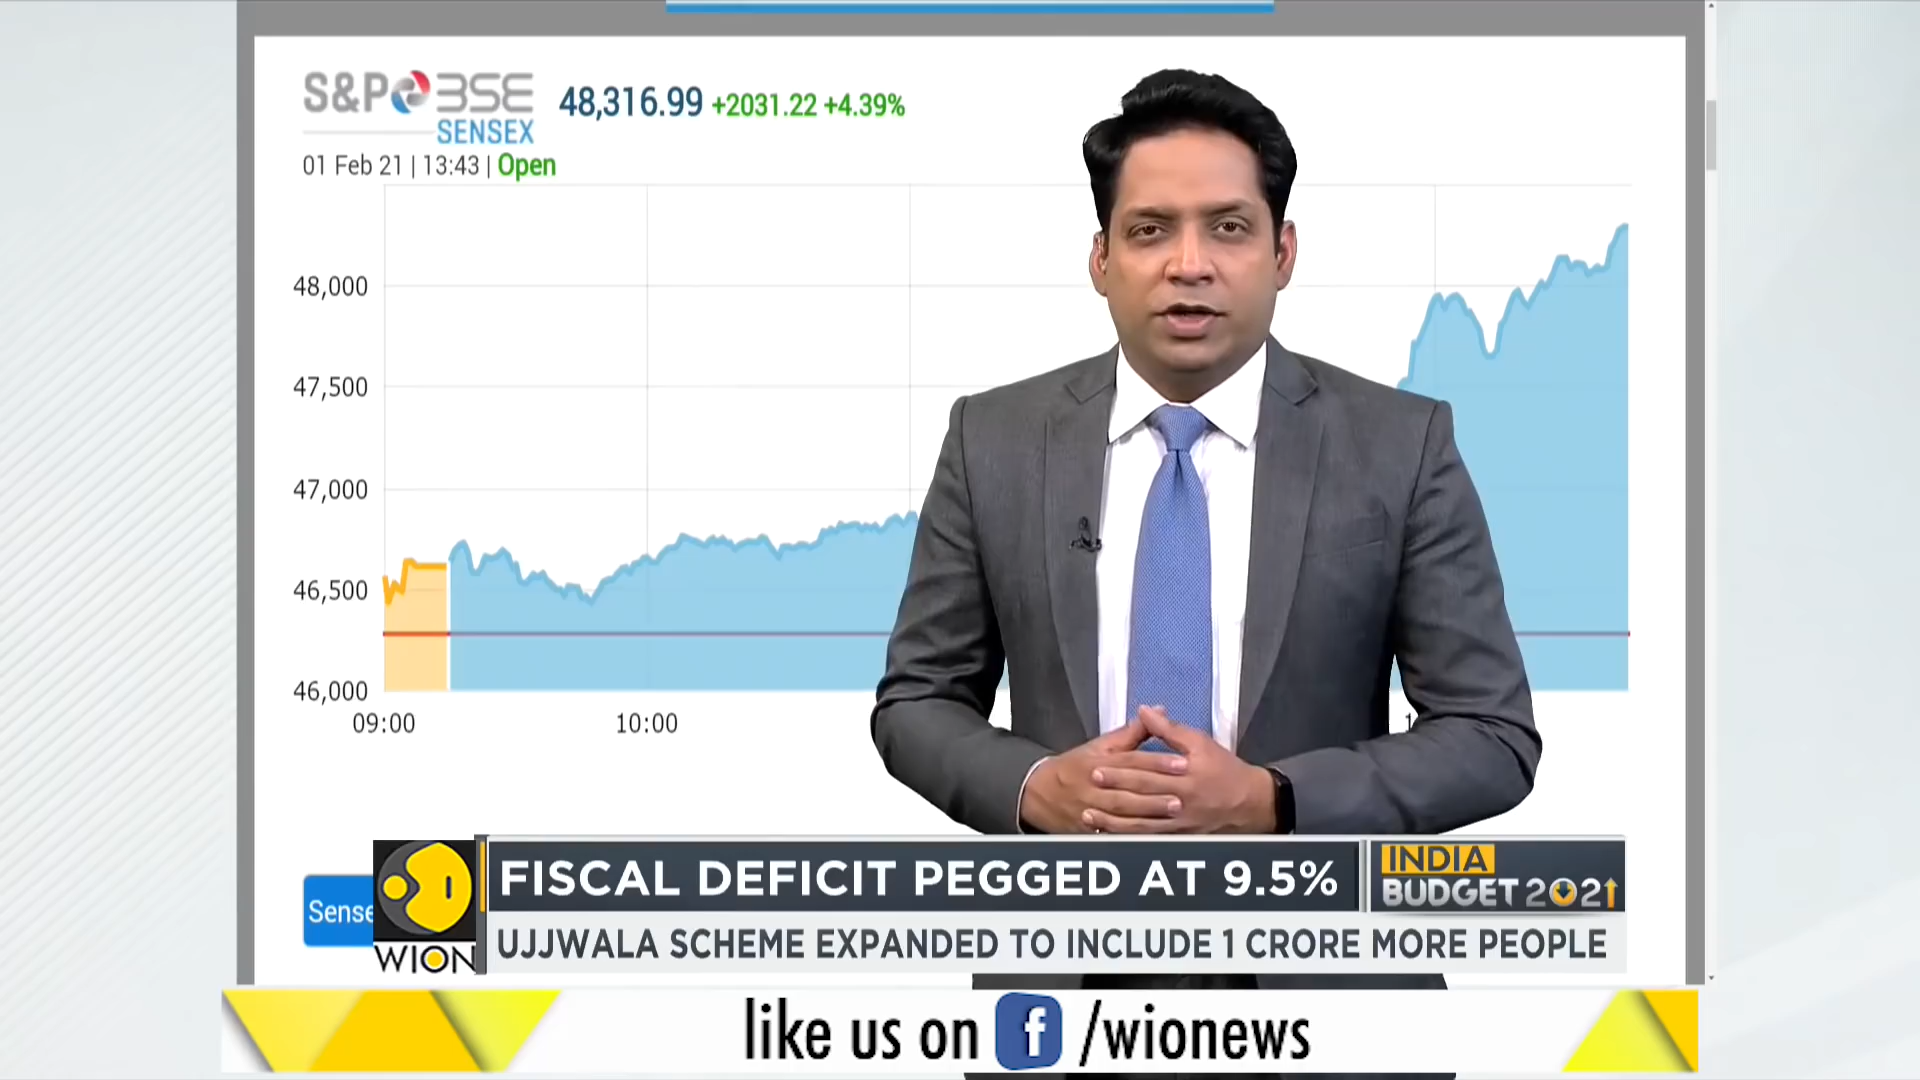 S&P BSE
SENSEX
48,316.99 +2031.22 +4.39%
01 Feb 21 | 13:43 | Open
48,000
47,500
47,000
46,500
46,000
09:00
10:00
WION
FISCAL DEFICIT PEGGED AT 9.5%
INDIA
BUDGET 2021
UJJWALA SCHEME EXPANDED TO INCLUDE 1 CRORE MORE PEOPLE
like us on f /wionews